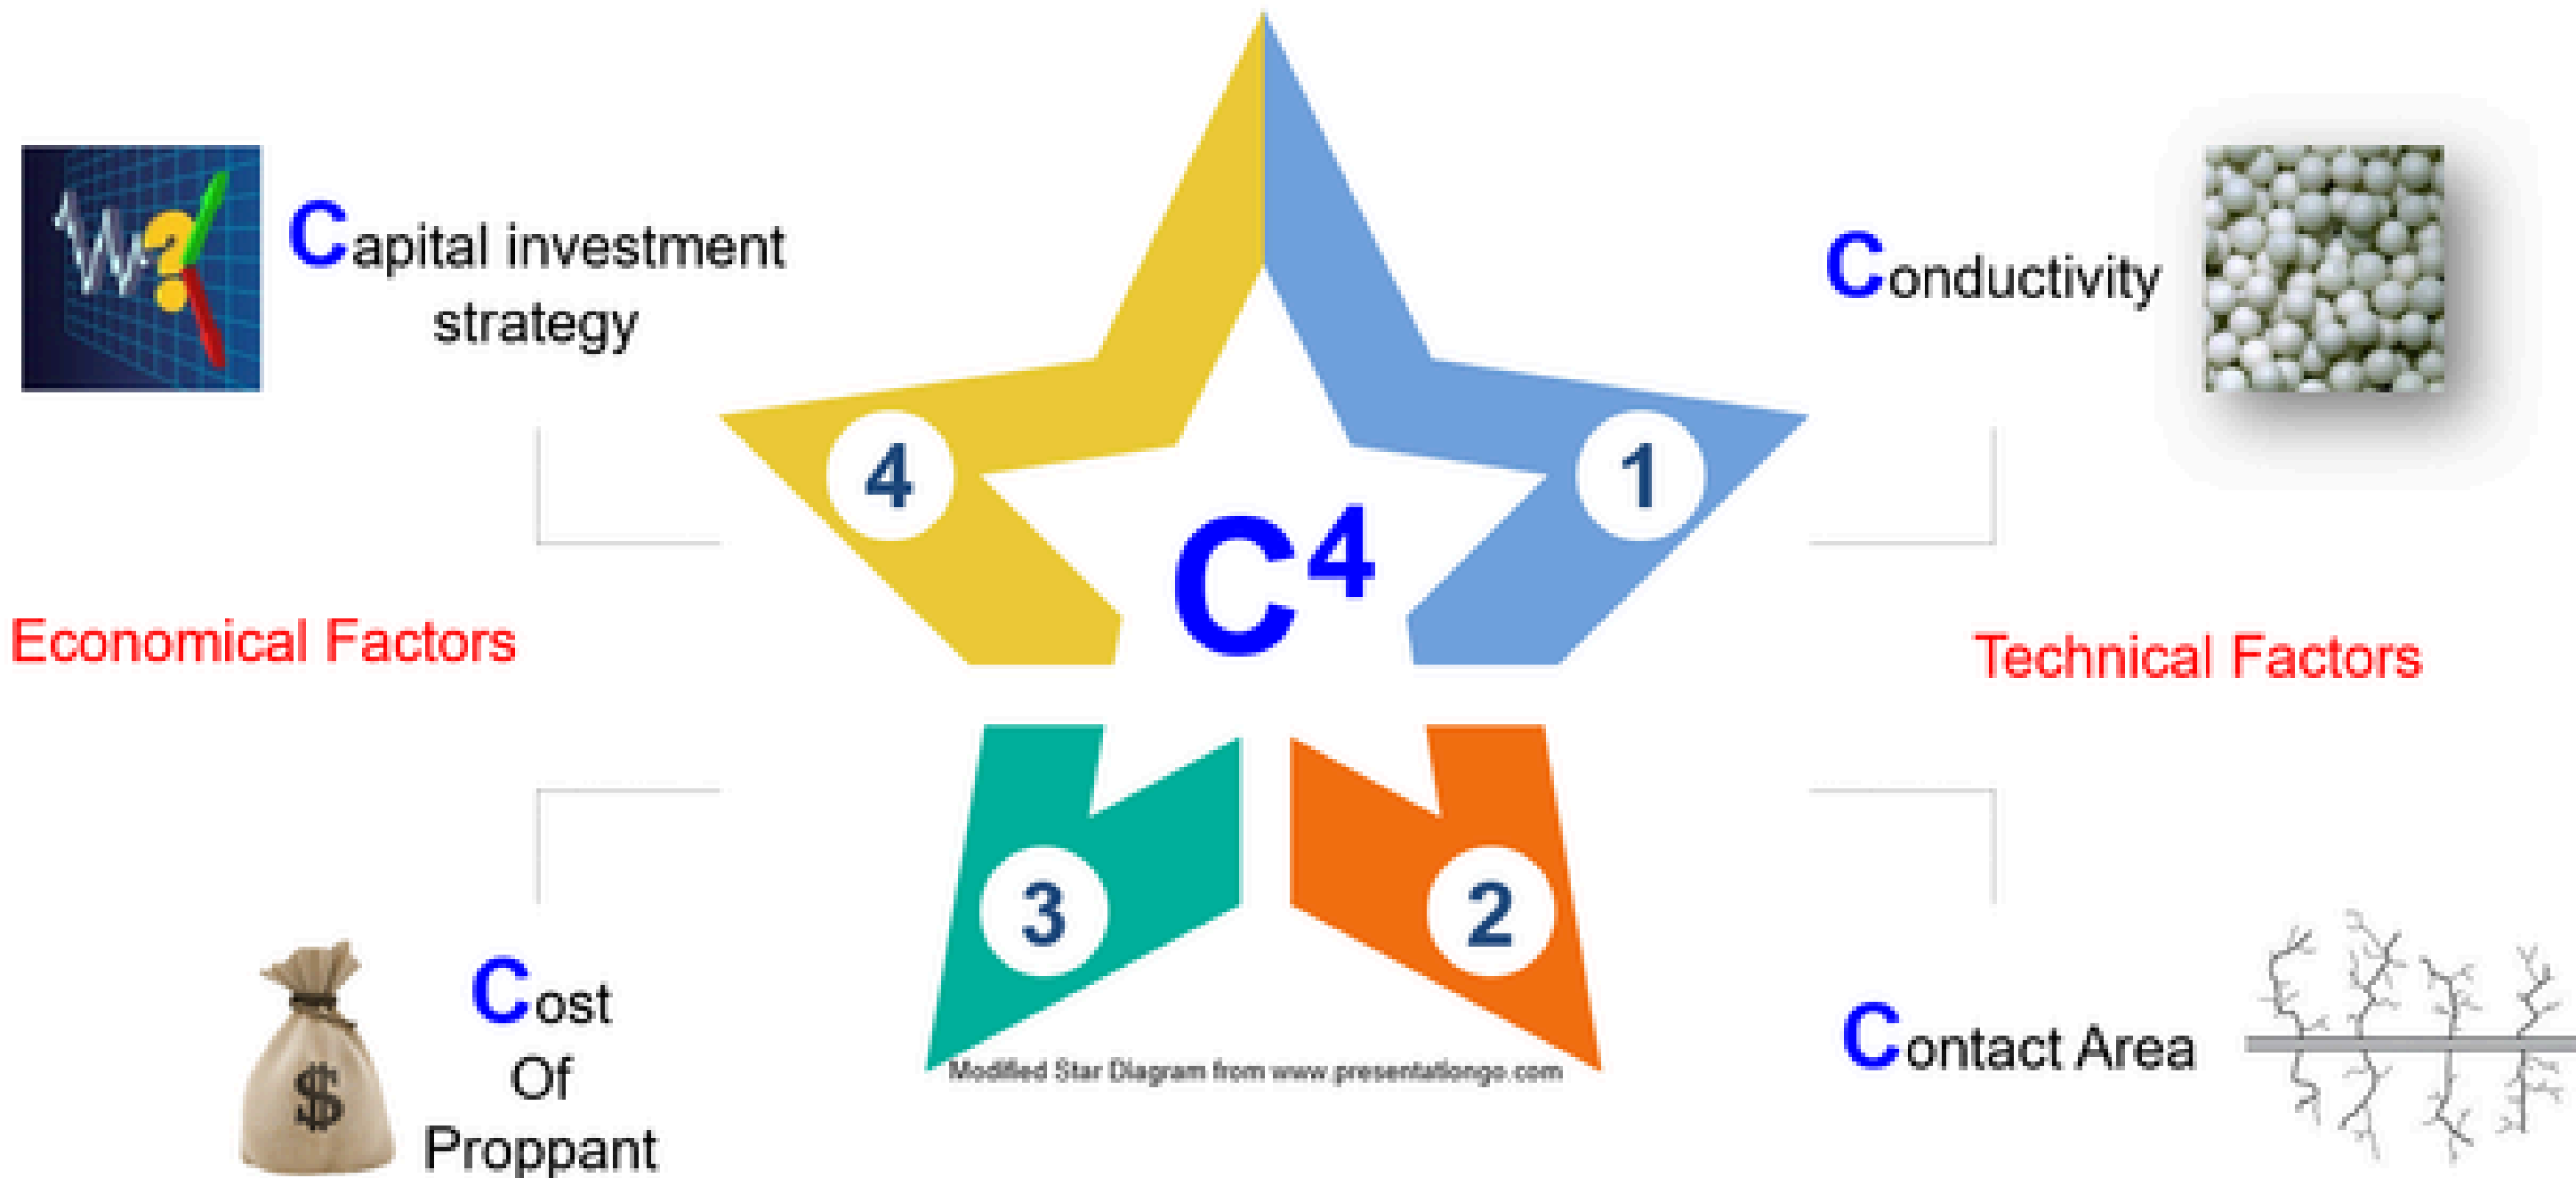 Capital investment
strategy
Conductivity
4
1
C⁴
Economical Factors
Technical Factors
3
2
Cost
Of
Proppant
$
Contact Area
Modified Star Diagram from www.presentationgo.com